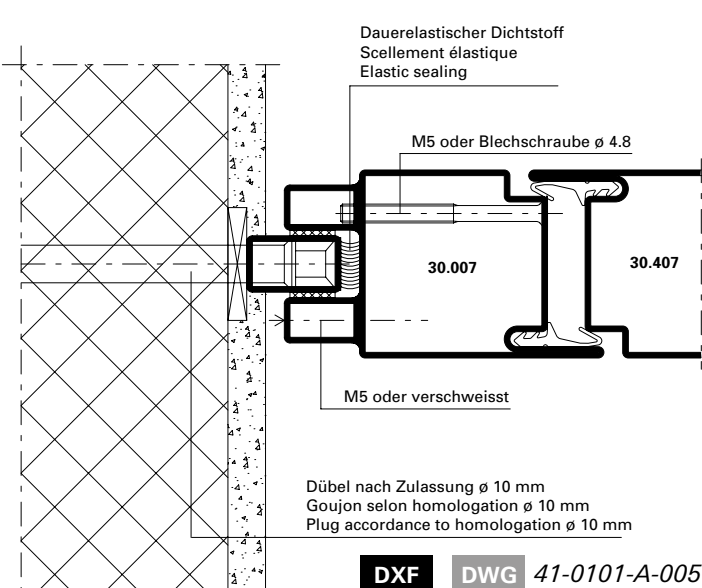 Dauerelastischer Dichtstoff
Scellement élastique
Elastic sealing
M5 oder Blechschraube ø 4.8
30.007
30.407
M5 oder verschweisst
Dübel nach Zulassung ø 10 mm
Goujon selon homologation ø 10 mm
Plug accordance to homologation ø 10 mm
DXF DWG 41-0101-A-005